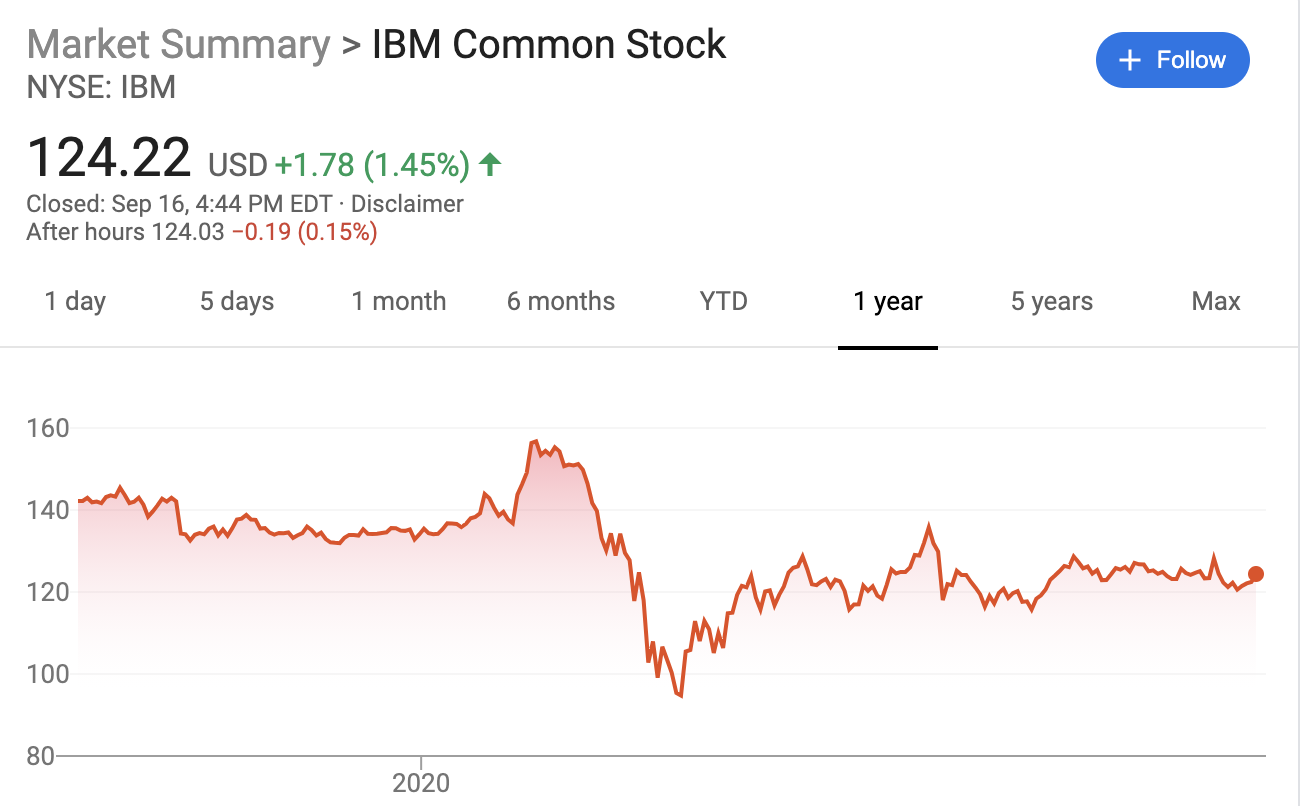 Market Summary > IBM Common Stock
NYSE: IBM
+ Follow
124.22 USD +1.78 (1.45%) ↑
Closed: Sep 16, 4:44 PM EDT · Disclaimer
After hours 124.03 −0.19 (0.15%)
1 day 5 days 1 month 6 months YTD 1 year 5 years Max
160
140
120
100
80
2020